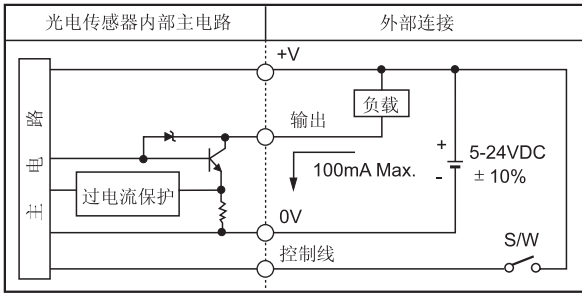 光电传感器内部主电路
外部连接
+V
负载
输出
主电路
100mA Max.
+
-
5-24VDC
± 10%
过电流保护
0V
控制线
S/W